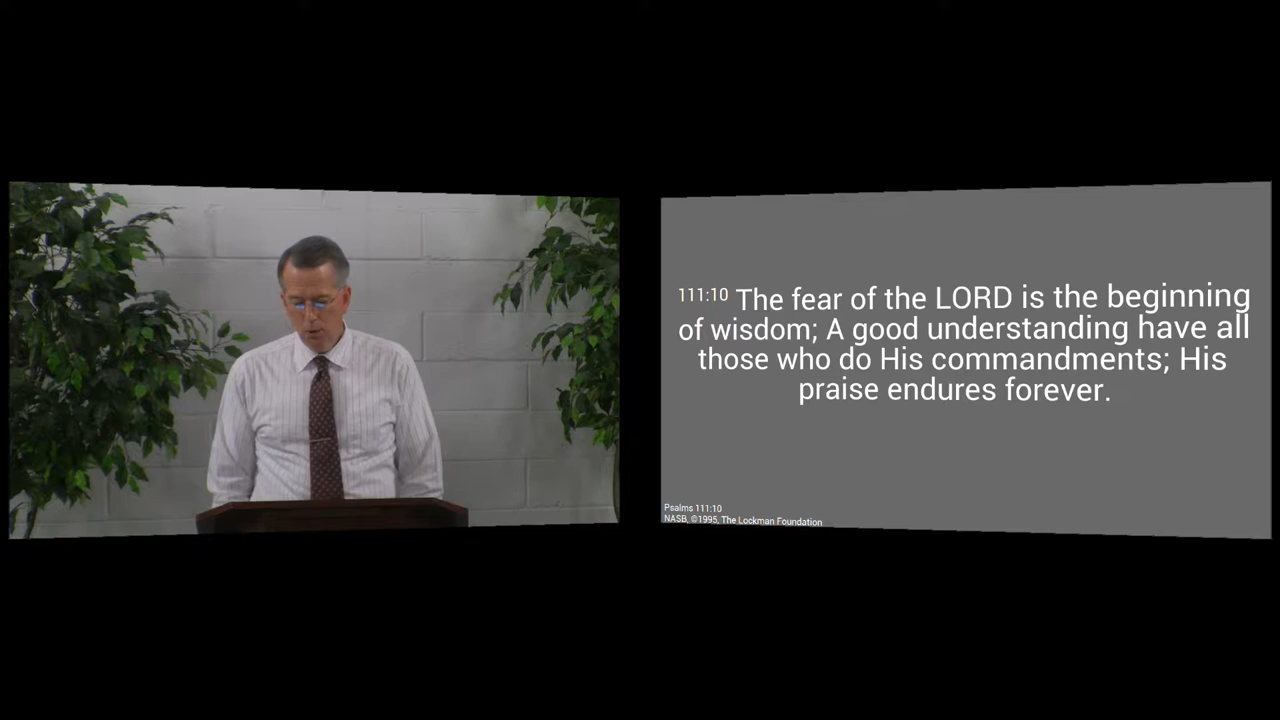 111:10 The fear of the LORD is the beginning
of wisdom; A good understanding have all
those who do His commandments; His
praise endures forever.
Psalms 111:10
NASB, ©1995, The Lockman Foundation